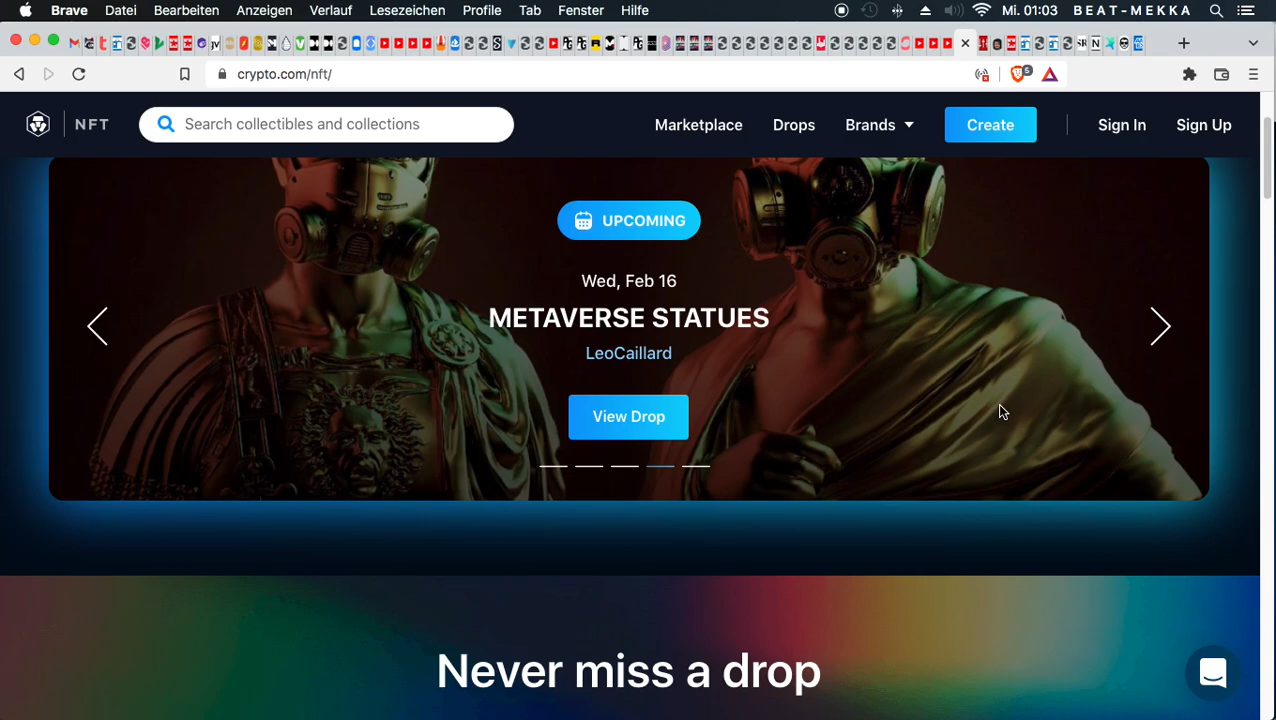 Brave Datei Bearbeiten Anzeigen Verlauf Lesezeichen Profile Tab Fenster Hilfe Mi. 01:03 BEAT-MEKKA
crypto.com/nft/ 5
NFT Search collectibles and collections Marketplace Drops Brands Create Sign In Sign Up
UPCOMING
Wed, Feb 16
METAVERSE STATUES
LeoCaillard
View Drop
Never miss a drop